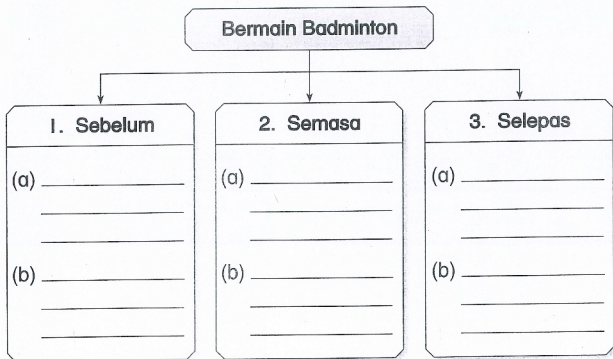 Bermain Badminton
1. Sebelum
2. Semasa
3. Selepas
(a)
(a)
(a)
(b)
(b)
(b)